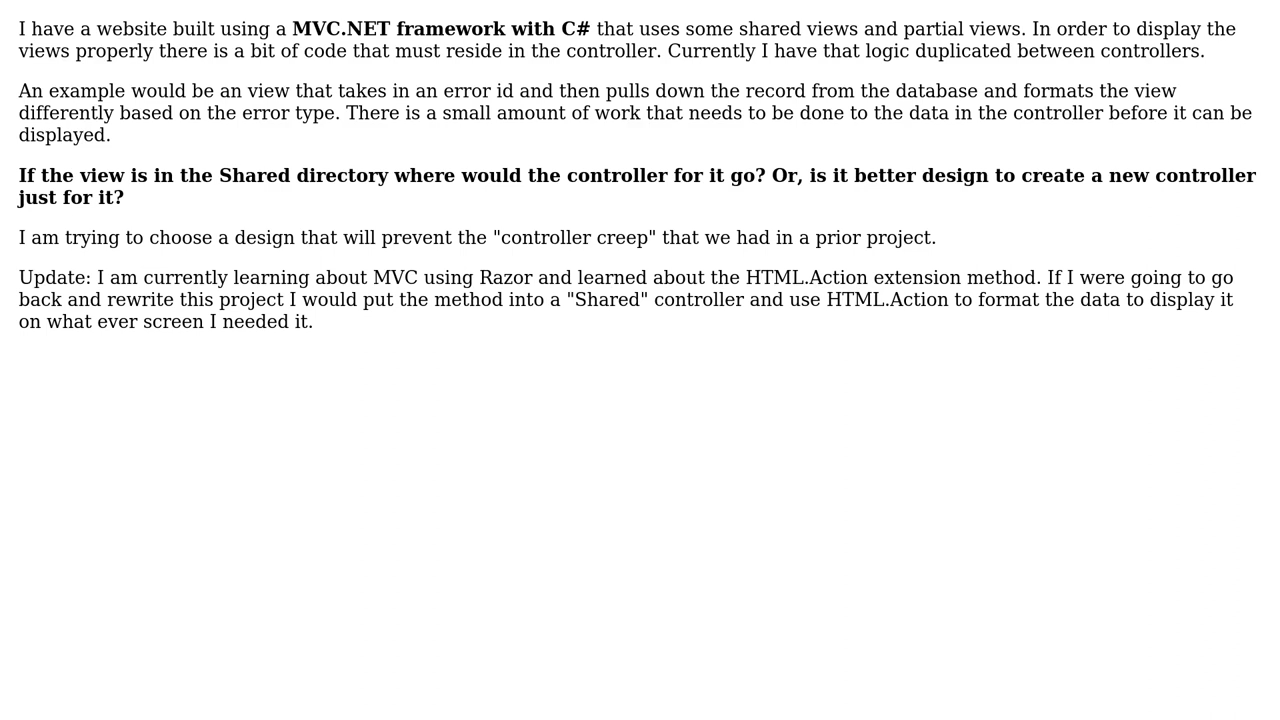 I have a website built using a MVC.NET framework with C# that uses some shared views and partial views. In order to display the
views properly there is a bit of code that must reside in the controller. Currently I have that logic duplicated between controllers.
An example would be an view that takes in an error id and then pulls down the record from the database and formats the view
differently based on the error type. There is a small amount of work that needs to be done to the data in the controller before it can be
displayed.
If the view is in the Shared directory where would the controller for it go? Or, is it better design to create a new controller
just for it?
I am trying to choose a design that will prevent the "controller creep" that we had in a prior project.
Update: I am currently learning about MVC using Razor and learned about the HTML.Action extension method. If I were going to go
back and rewrite this project I would put the method into a "Shared" controller and use HTML.Action to format the data to display it
on what ever screen I needed it.